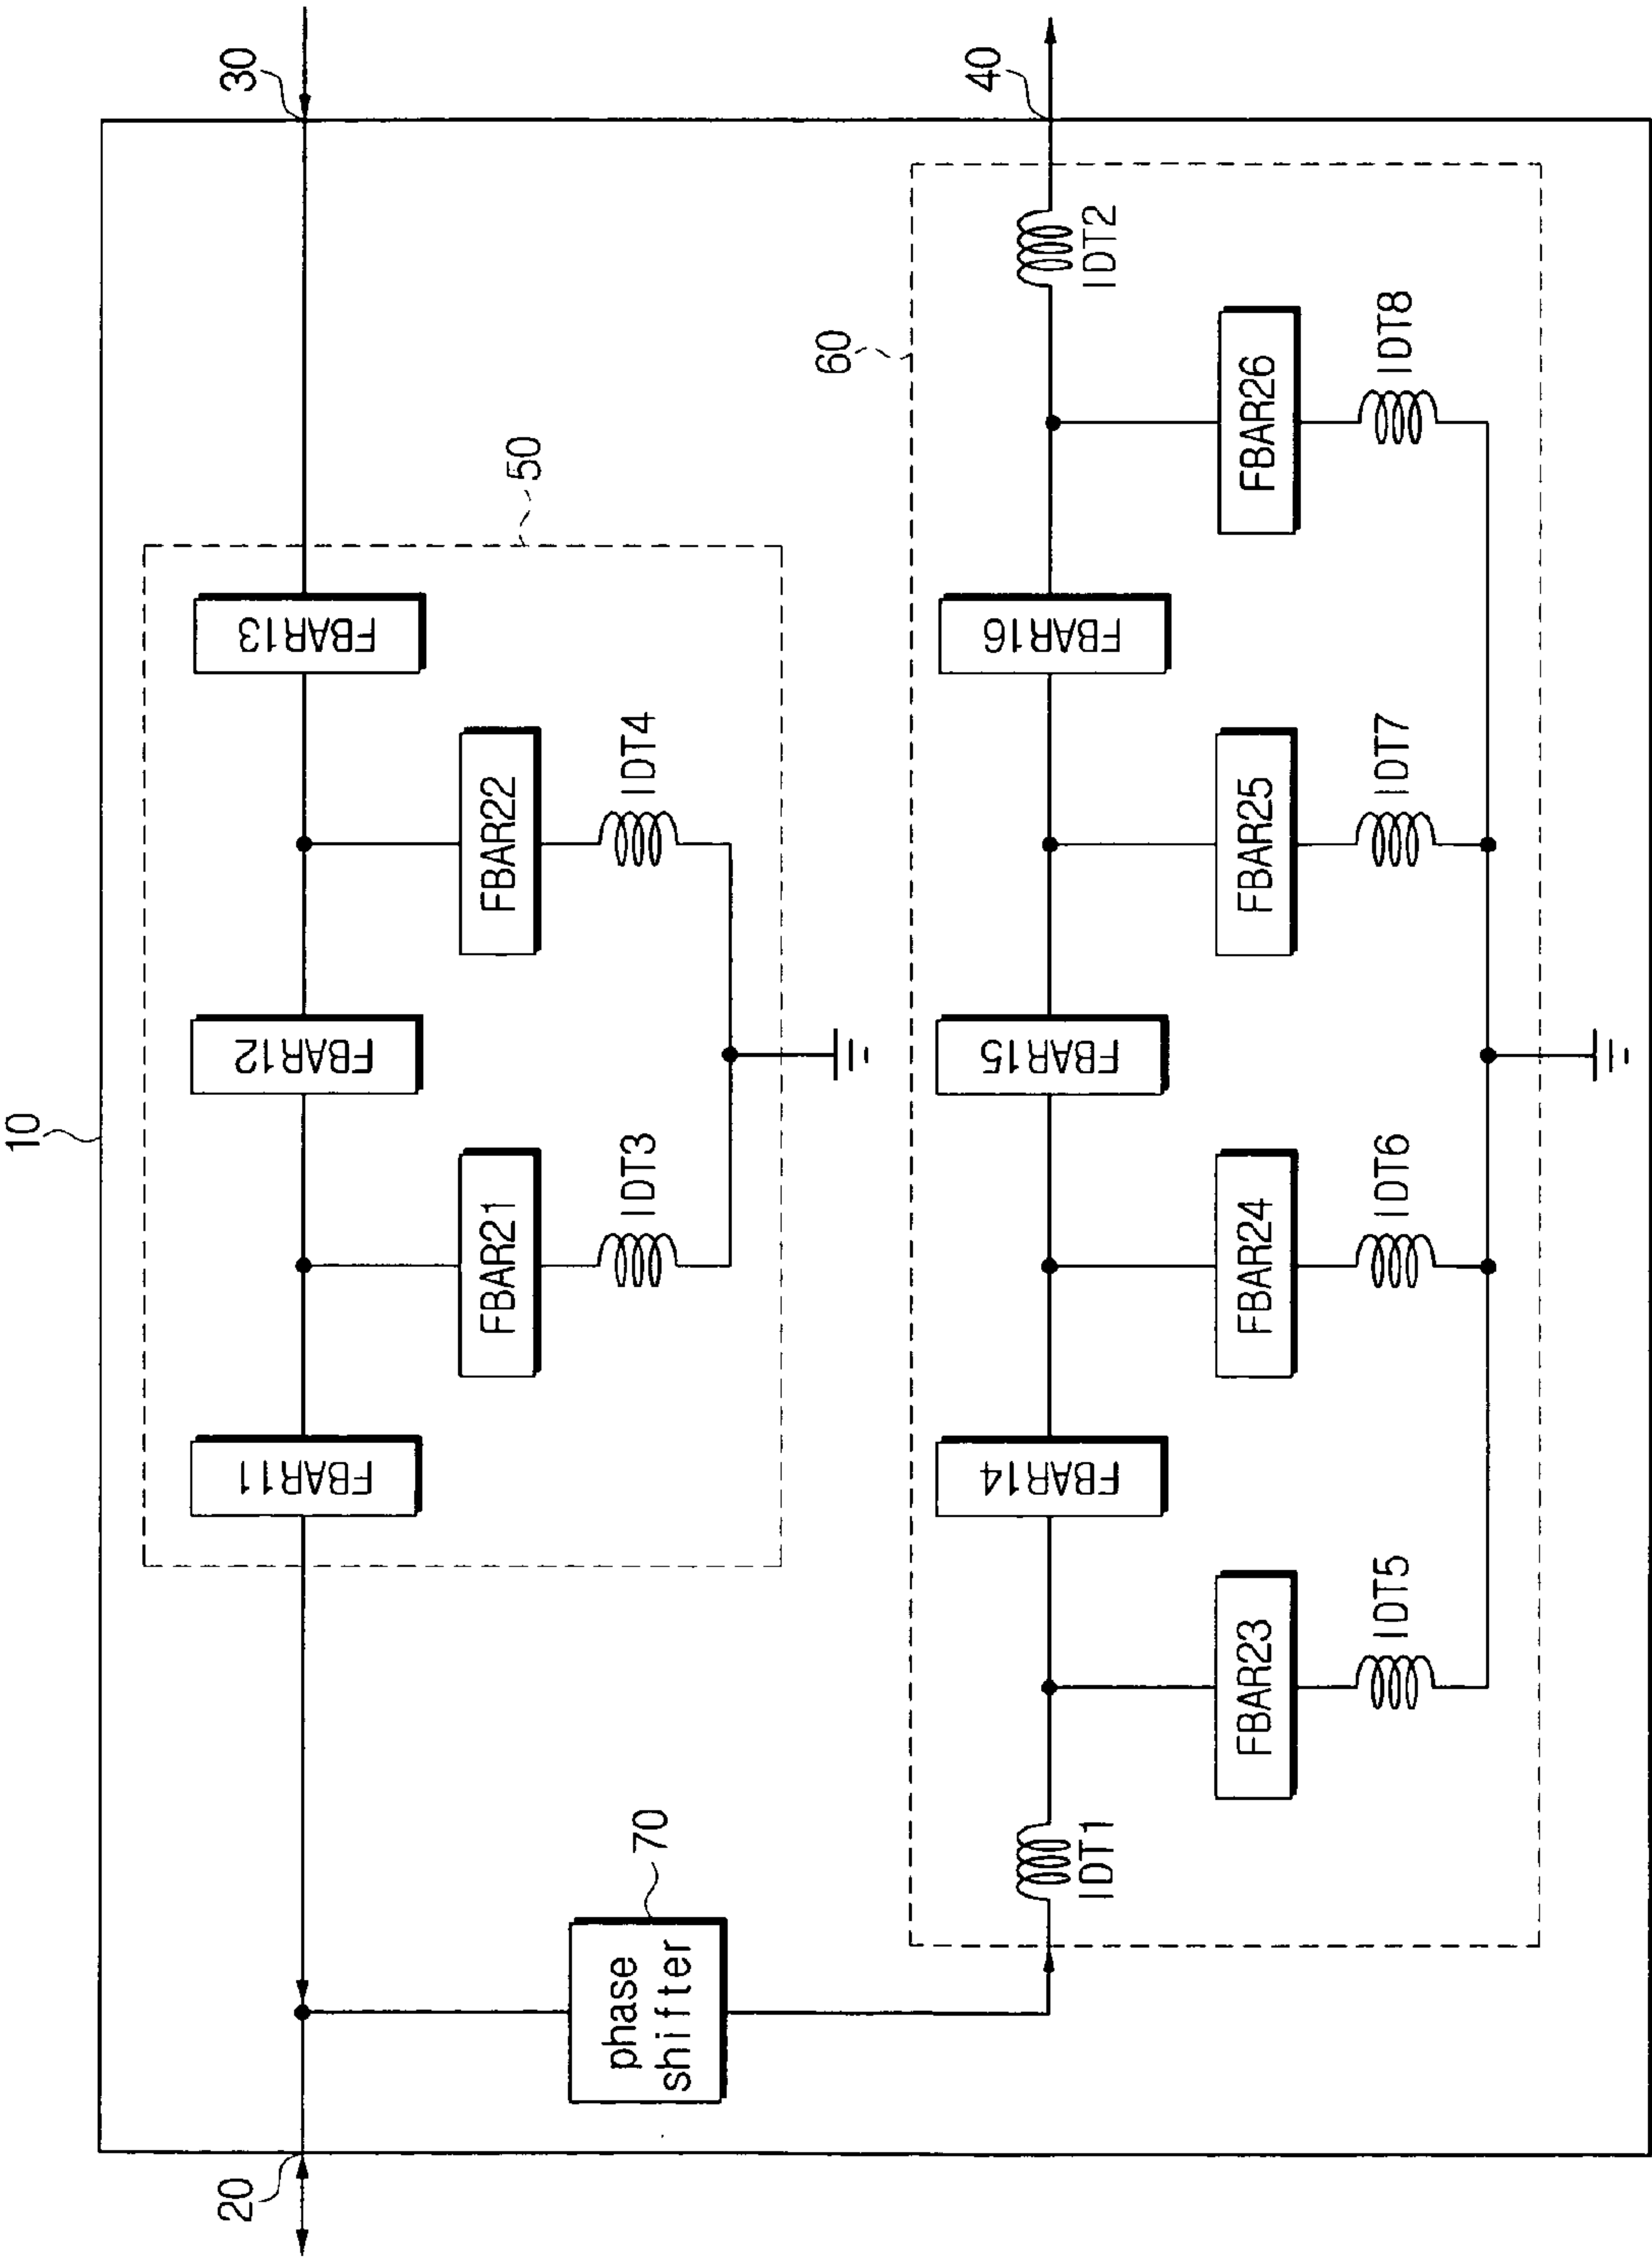 10
20
30
50
FBAR11
FBAR12
FBAR13
FBAR21
FBAR22
IDT3
IDT4
70
phase
shifter
60
40
IDT1
FBAR14
FBAR15
FBAR16
IDT2
FBAR23
FBAR24
FBAR25
FBAR26
IDT5
IDT6
IDT7
IDT8